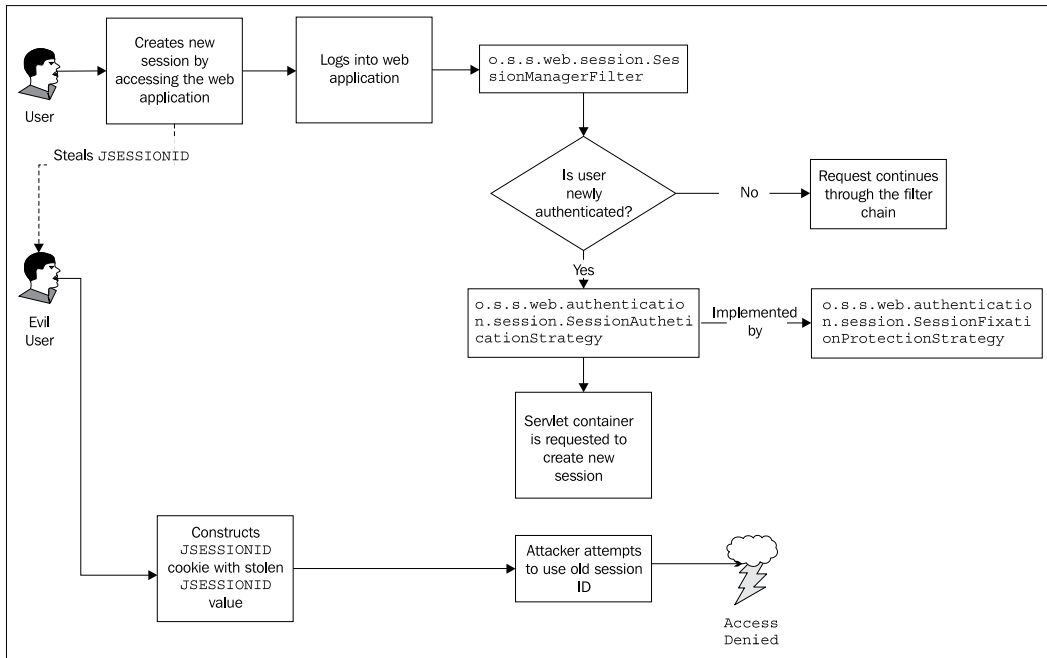 Creates new
session by
accessing the web
application
Logs into web
application
o.s.s.web.session.Ses
sionManagerFilter
User
Steals JSESSIONID
Is user
newly
authenticated?
No
Request continues
through the filter
chain
Yes
Evil
User
o.s.s.web.authenticatio
n.session.SessionAutheti
cationStrategy
Implemented
by
o.s.s.web.authenticatio
n.session.SessionFixati
onProtectionStrategy
Servlet container
is requested to
create new
session
Constructs
JSESSIONID
cookie with stolen
JSESSIONID
value
Attacker attempts
to use old session
ID
Access
Denied